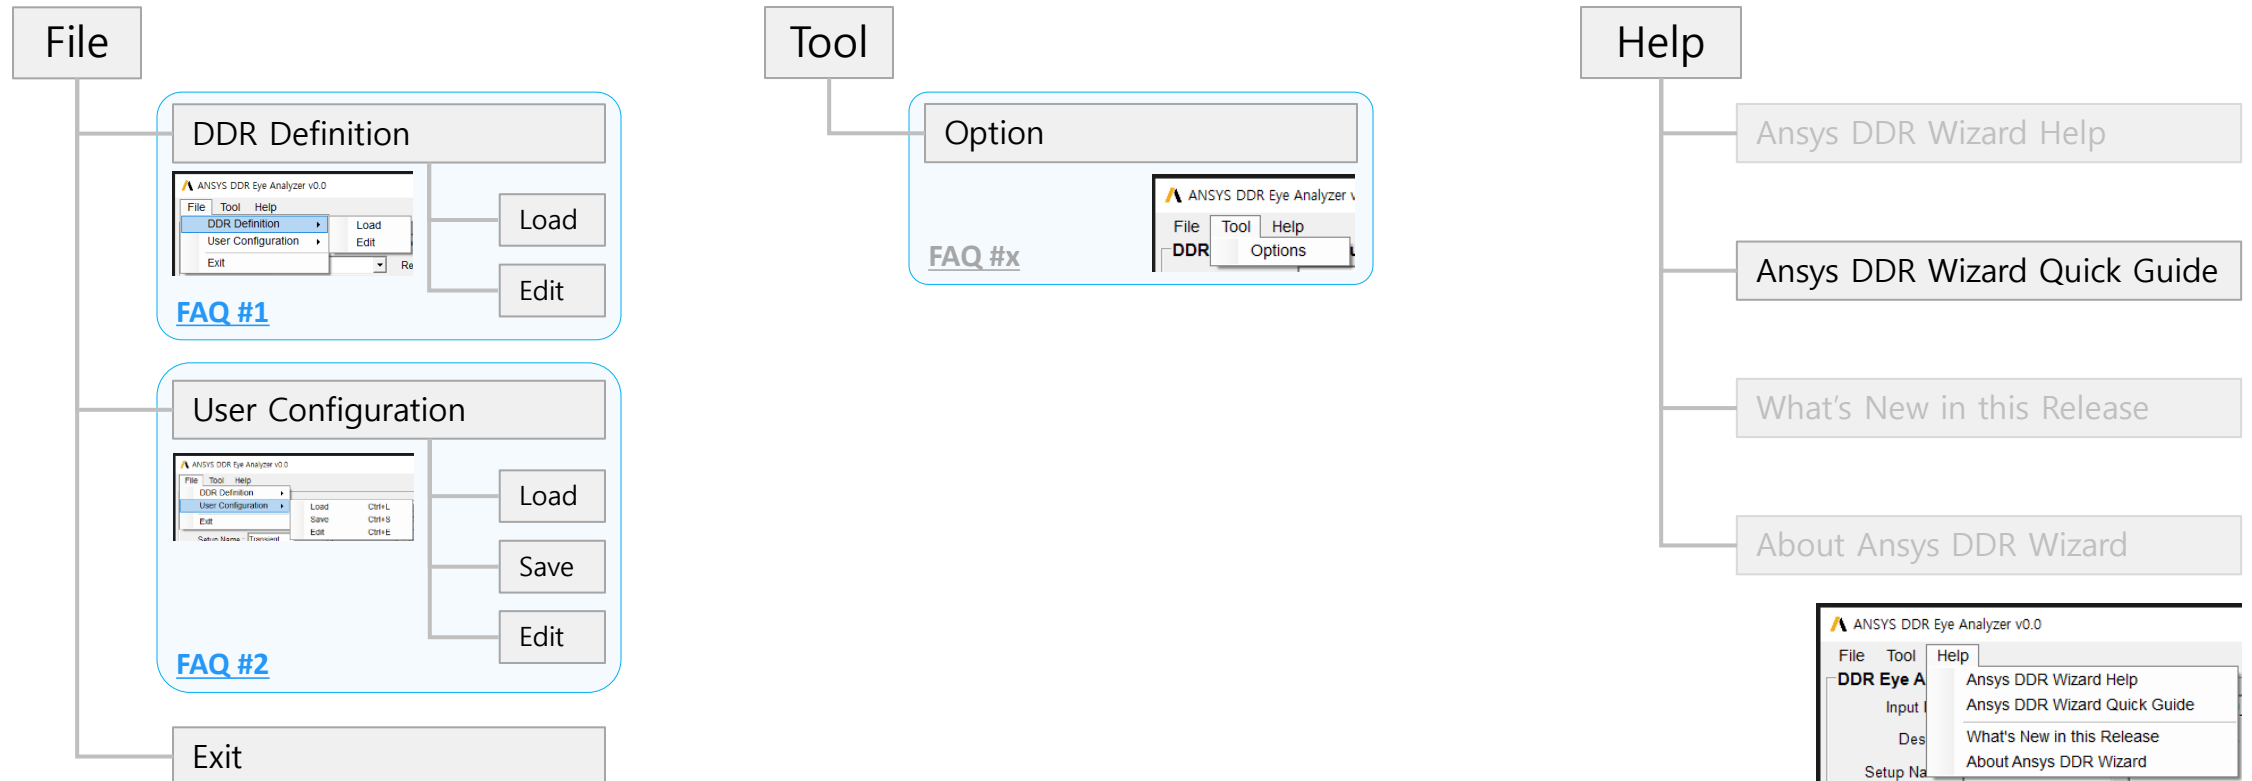 File
DDR Definition
ANSYS DDR Eye Analyzer v0.0
File Tool Help
DDR Definition Load
User Configuration Edit
Exit
Re
Load
Edit
FAQ #1
User Configuration
ANSYS DDR Eye Analyzer v0.0
File Tool Help
DDR Definition
User Configuration Load Ctrl+L
Exit Save Ctrl+S
Edit Ctrl+E
Setup Name : Transient
Load
Save
Edit
FAQ #2
Exit
Tool
Option
ANSYS DDR Eye Analyzer v
File Tool Help
DDR Options
FAQ #x
Help
Ansys DDR Wizard Help
Ansys DDR Wizard Quick Guide
What's New in this Release
About Ansys DDR Wizard
ANSYS DDR Eye Analyzer v0.0
File Tool Help
DDR Eye A Ansys DDR Wizard Help
Input Ansys DDR Wizard Quick Guide
Des What's New in this Release
Setup Na About Ansys DDR Wizard